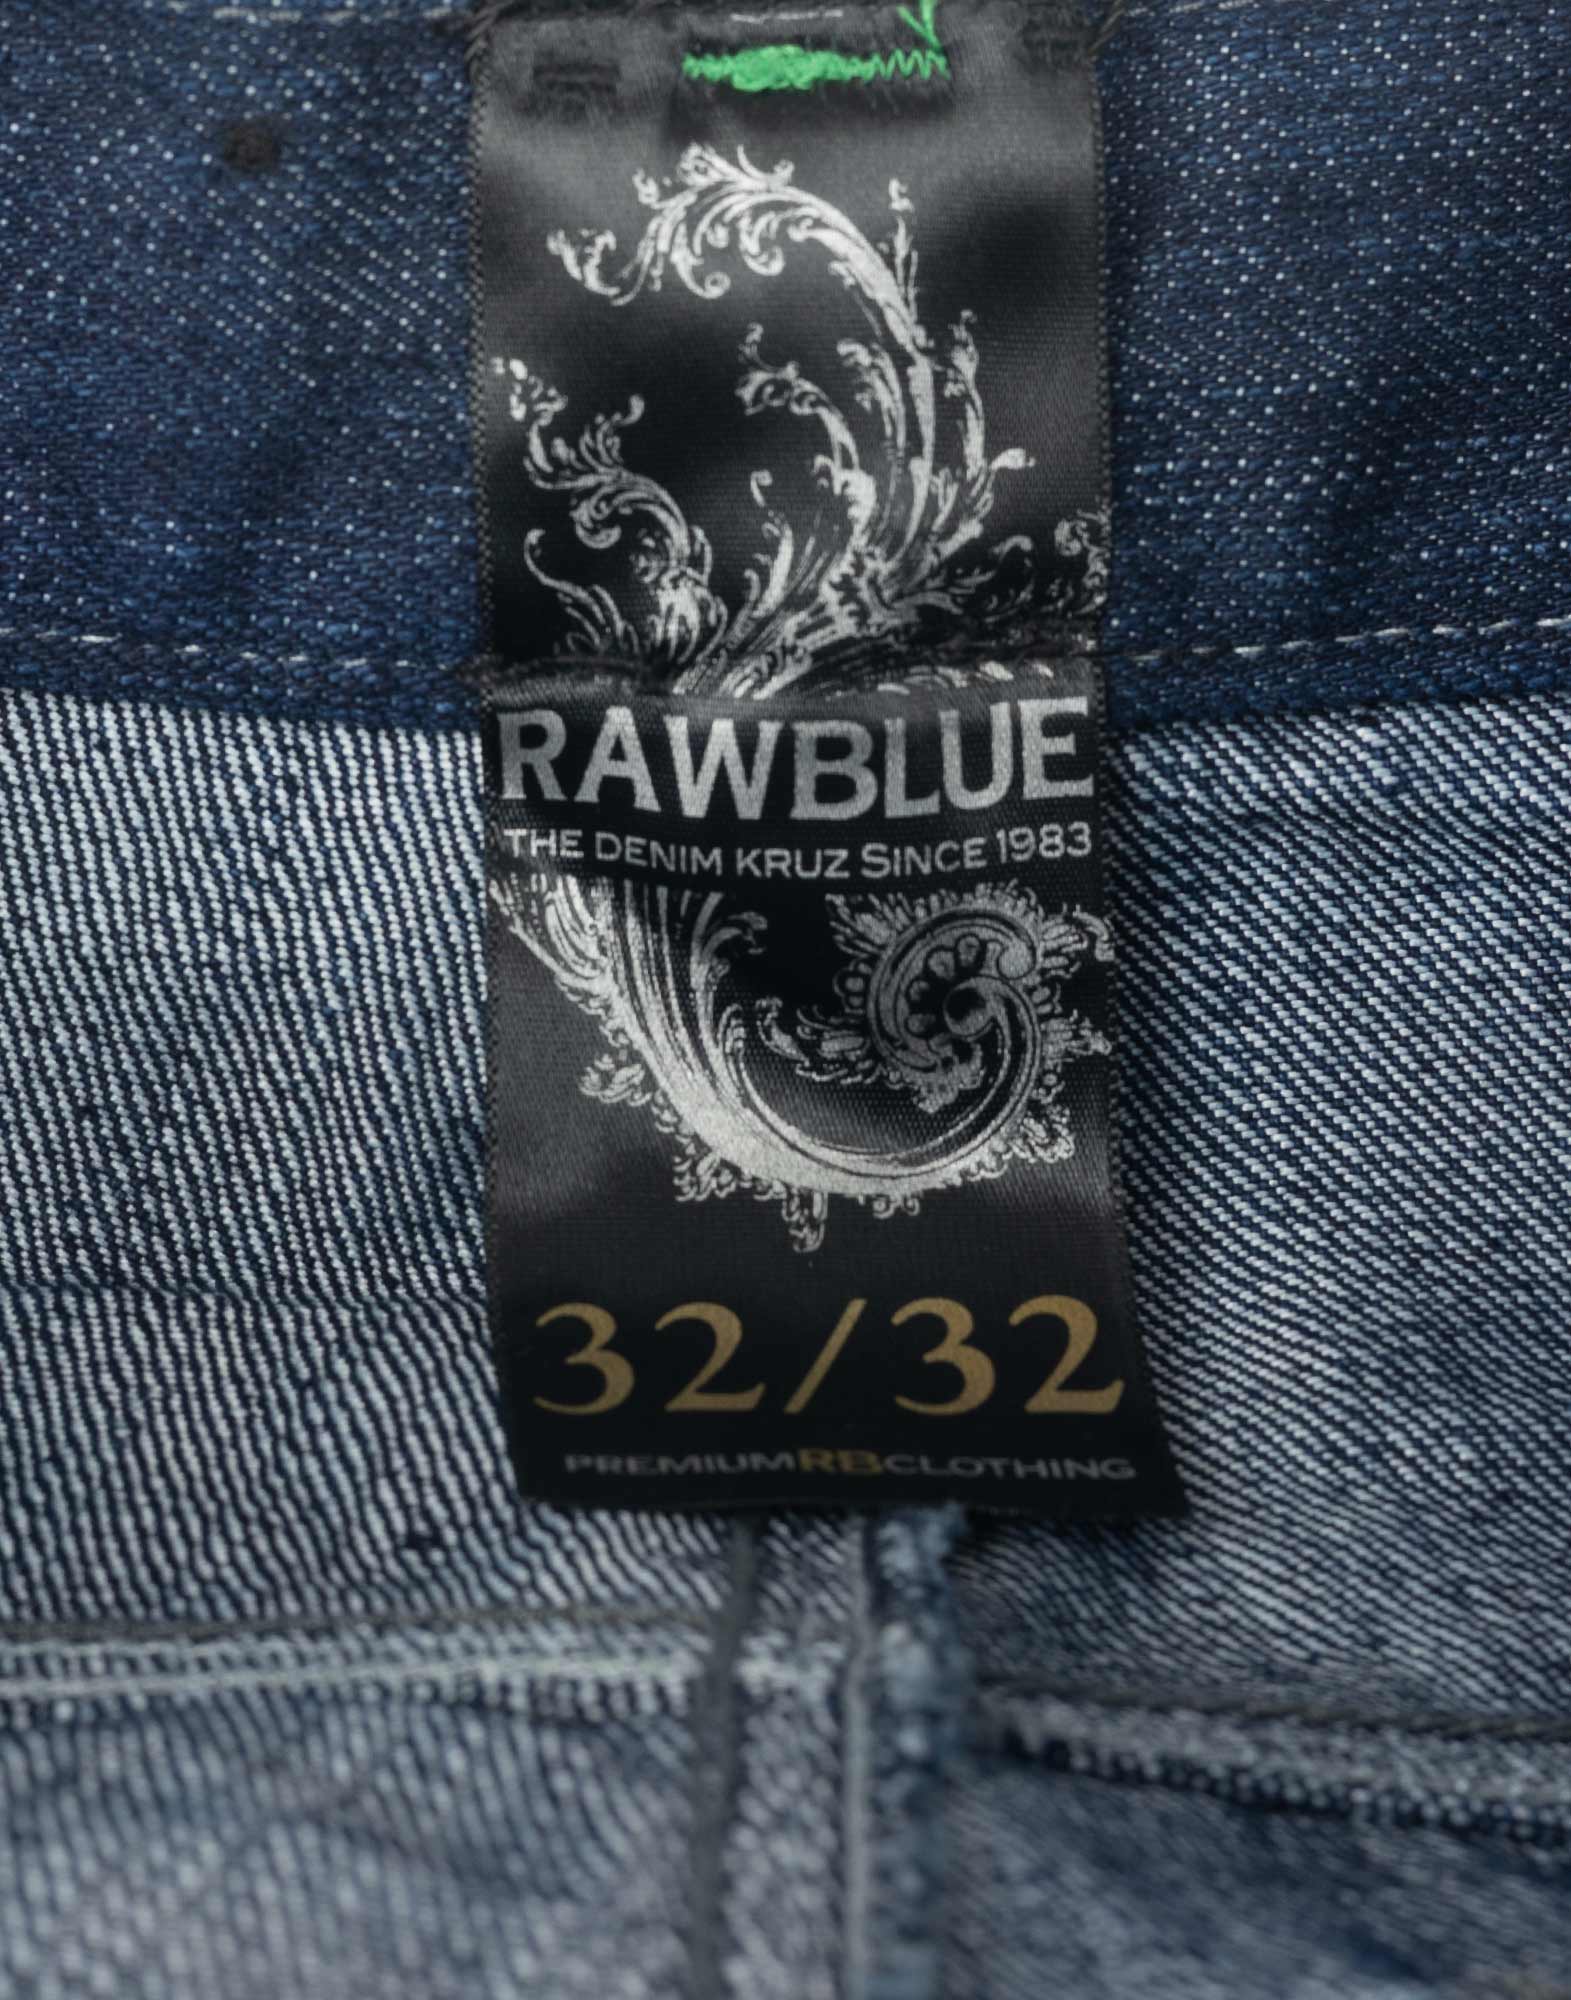 RAWBLUE
THE DENIM KRUZ SINCE 1983
32/32
PREMIUMRBCLOTHING